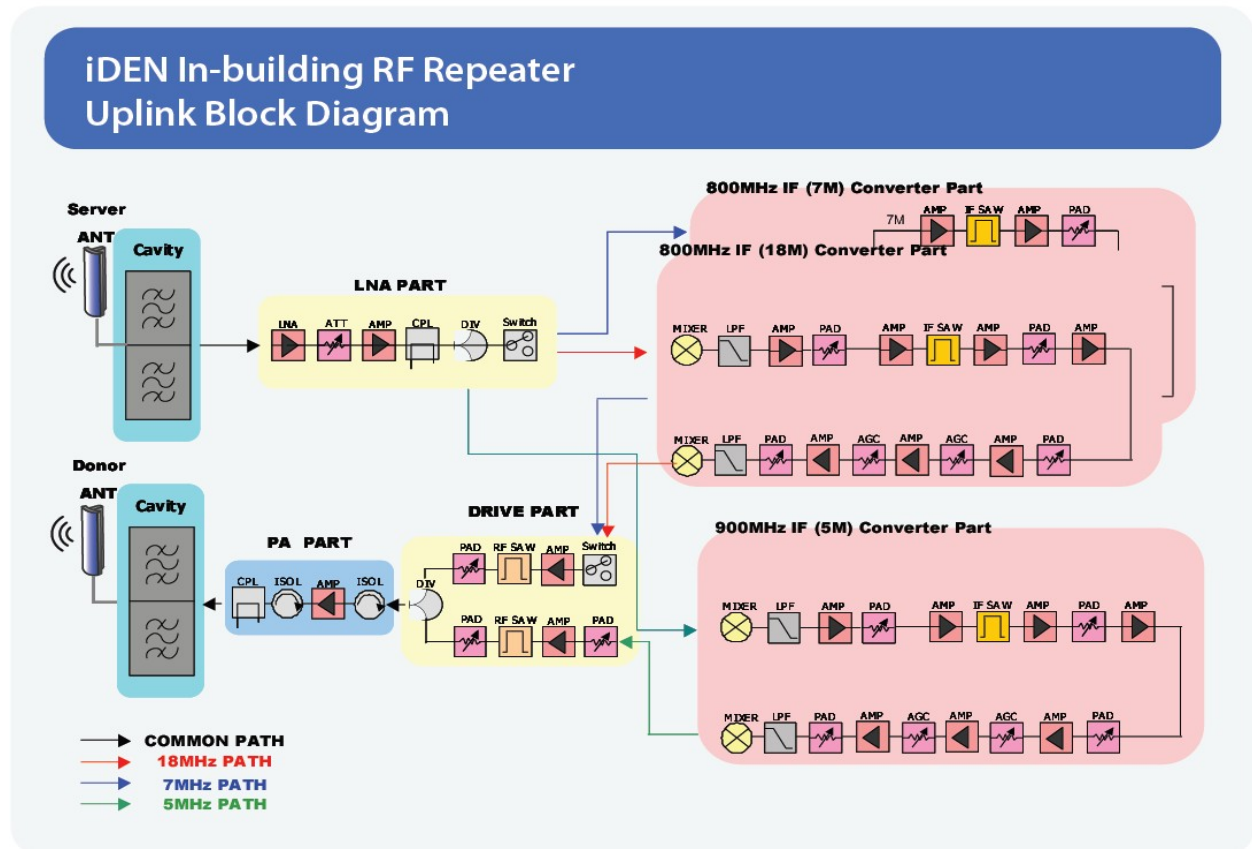 iDEN In-building RF Repeater
Uplink Block Diagram
800MHz IF (7M) Converter Part
7M AMP IF SAW AMP PAD
Server
ANT
Cavity
800MHz IF (18M) Converter Part
LNA PART
LNA ATT AMP CPL DIV Switch
MIXER LPF AMP PAD AMP IF SAW AMP PAD AMP
MIXER LPF PAD AMP AGC AMP AGC AMP PAD
Donor
ANT
Cavity
DRIVE PART
PAD RF SAW AMP Switch
DIV
PAD RF SAW AMP PAD
PA PART
CPL ISOL AMP ISOL
900MHz IF (5M) Converter Part
MIXER LPF AMP PAD AMP IF SAW AMP PAD AMP
MIXER LPF PAD AMP AGC AMP AGC AMP PAD
COMMON PATH
18MHz PATH
7MHz PATH
5MHz PATH